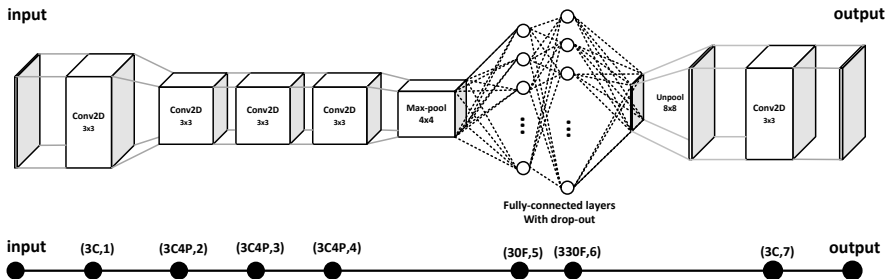 input
output
Conv2D
3x3
Conv2D
3x3
Conv2D
3x3
Conv2D
3x3
Max-pool
4x4
Unpool
8x8
Conv2D
3x3
Fully-connected layers
With drop-out
input
(3C,1)
(3C4P,2)
(3C4P,3)
(3C4P,4)
(30F,5)
(330F,6)
(3C,7)
output